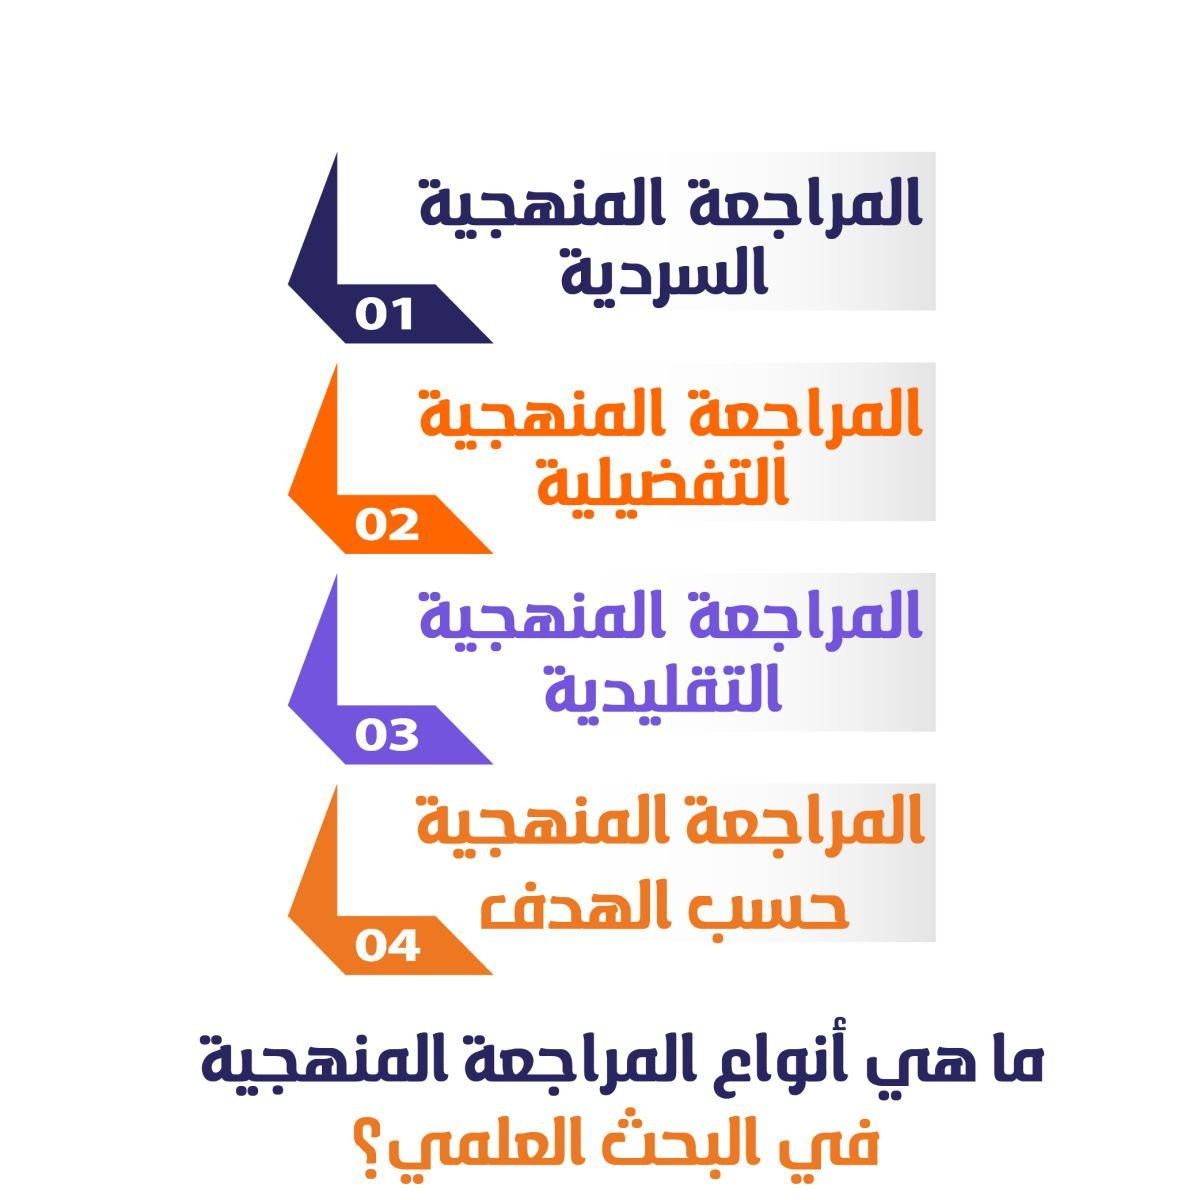 المراجعة المنهجية
السردية
01
المراجعة المنهجية
التفضيلية
02
المراجعة المنهجية
التقليدية
03
المراجعة المنهجية
حسب الهدف
04
ما هي أنواع المراجعة المنهجية
في البحث العلمي؟